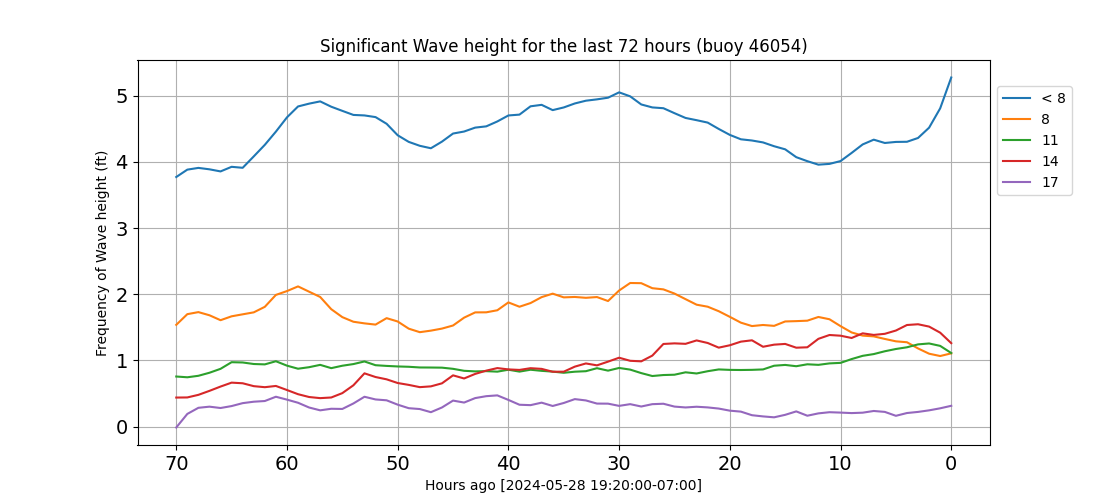 Significant Wave height for the last 72 hours (buoy 46054)
Frequency of Wave height (ft)
5
4
3
2
1
0
70 60 50 40 30 20 10 0
Hours ago [2024-05-28 19:20:00-07:00]
< 8
8
11
14
17